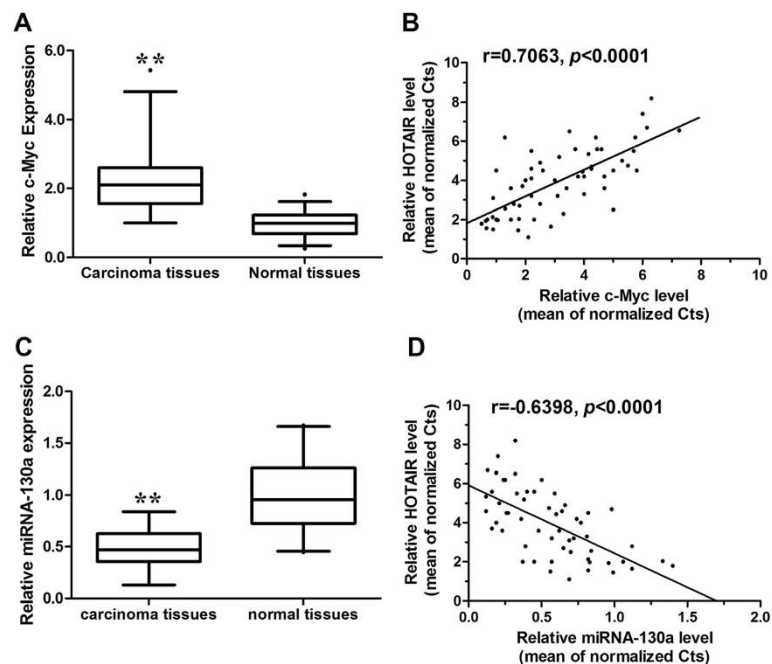 A
Relative c-Myc Expression
6.0
4.0
2.0
0.0
**
Carcinoma tissues
Normal tissues
B
r=0.7063, p<0.0001
Relative HOTAIR level
(mean of normalized Cts)
10
8
6
4
2
0
0
2
4
6
8
10
Relative c-Myc level
(mean of normalized Cts)
C
Relative miRNA-130a expression
2.0
1.5
1.0
0.5
0.0
**
carcinoma tissues
normal tissues
D
r=-0.6398, p<0.0001
Relative HOTAIR level
(mean of normalized Cts)
10
8
6
4
2
0
0.0
0.5
1.0
1.5
2.0
Relative miRNA-130a level
(mean of normalized Cts)